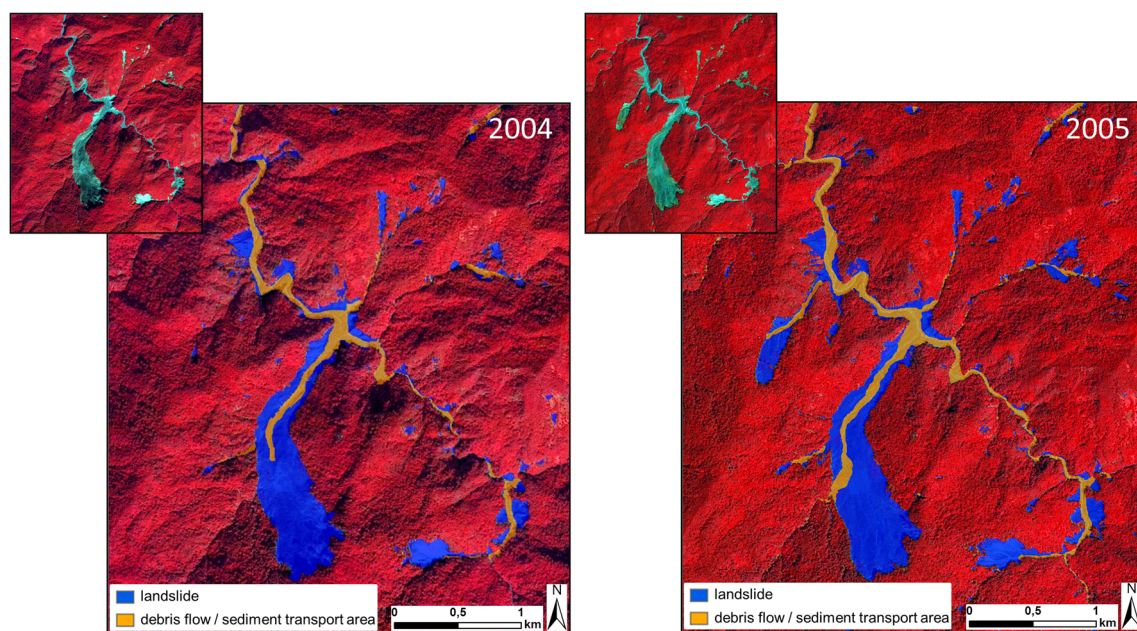 2004
landslide
debris flow / sediment transport area
0 0,5 1
km
N
2005
landslide
debris flow / sediment transport area
0 0,5 1
km
N